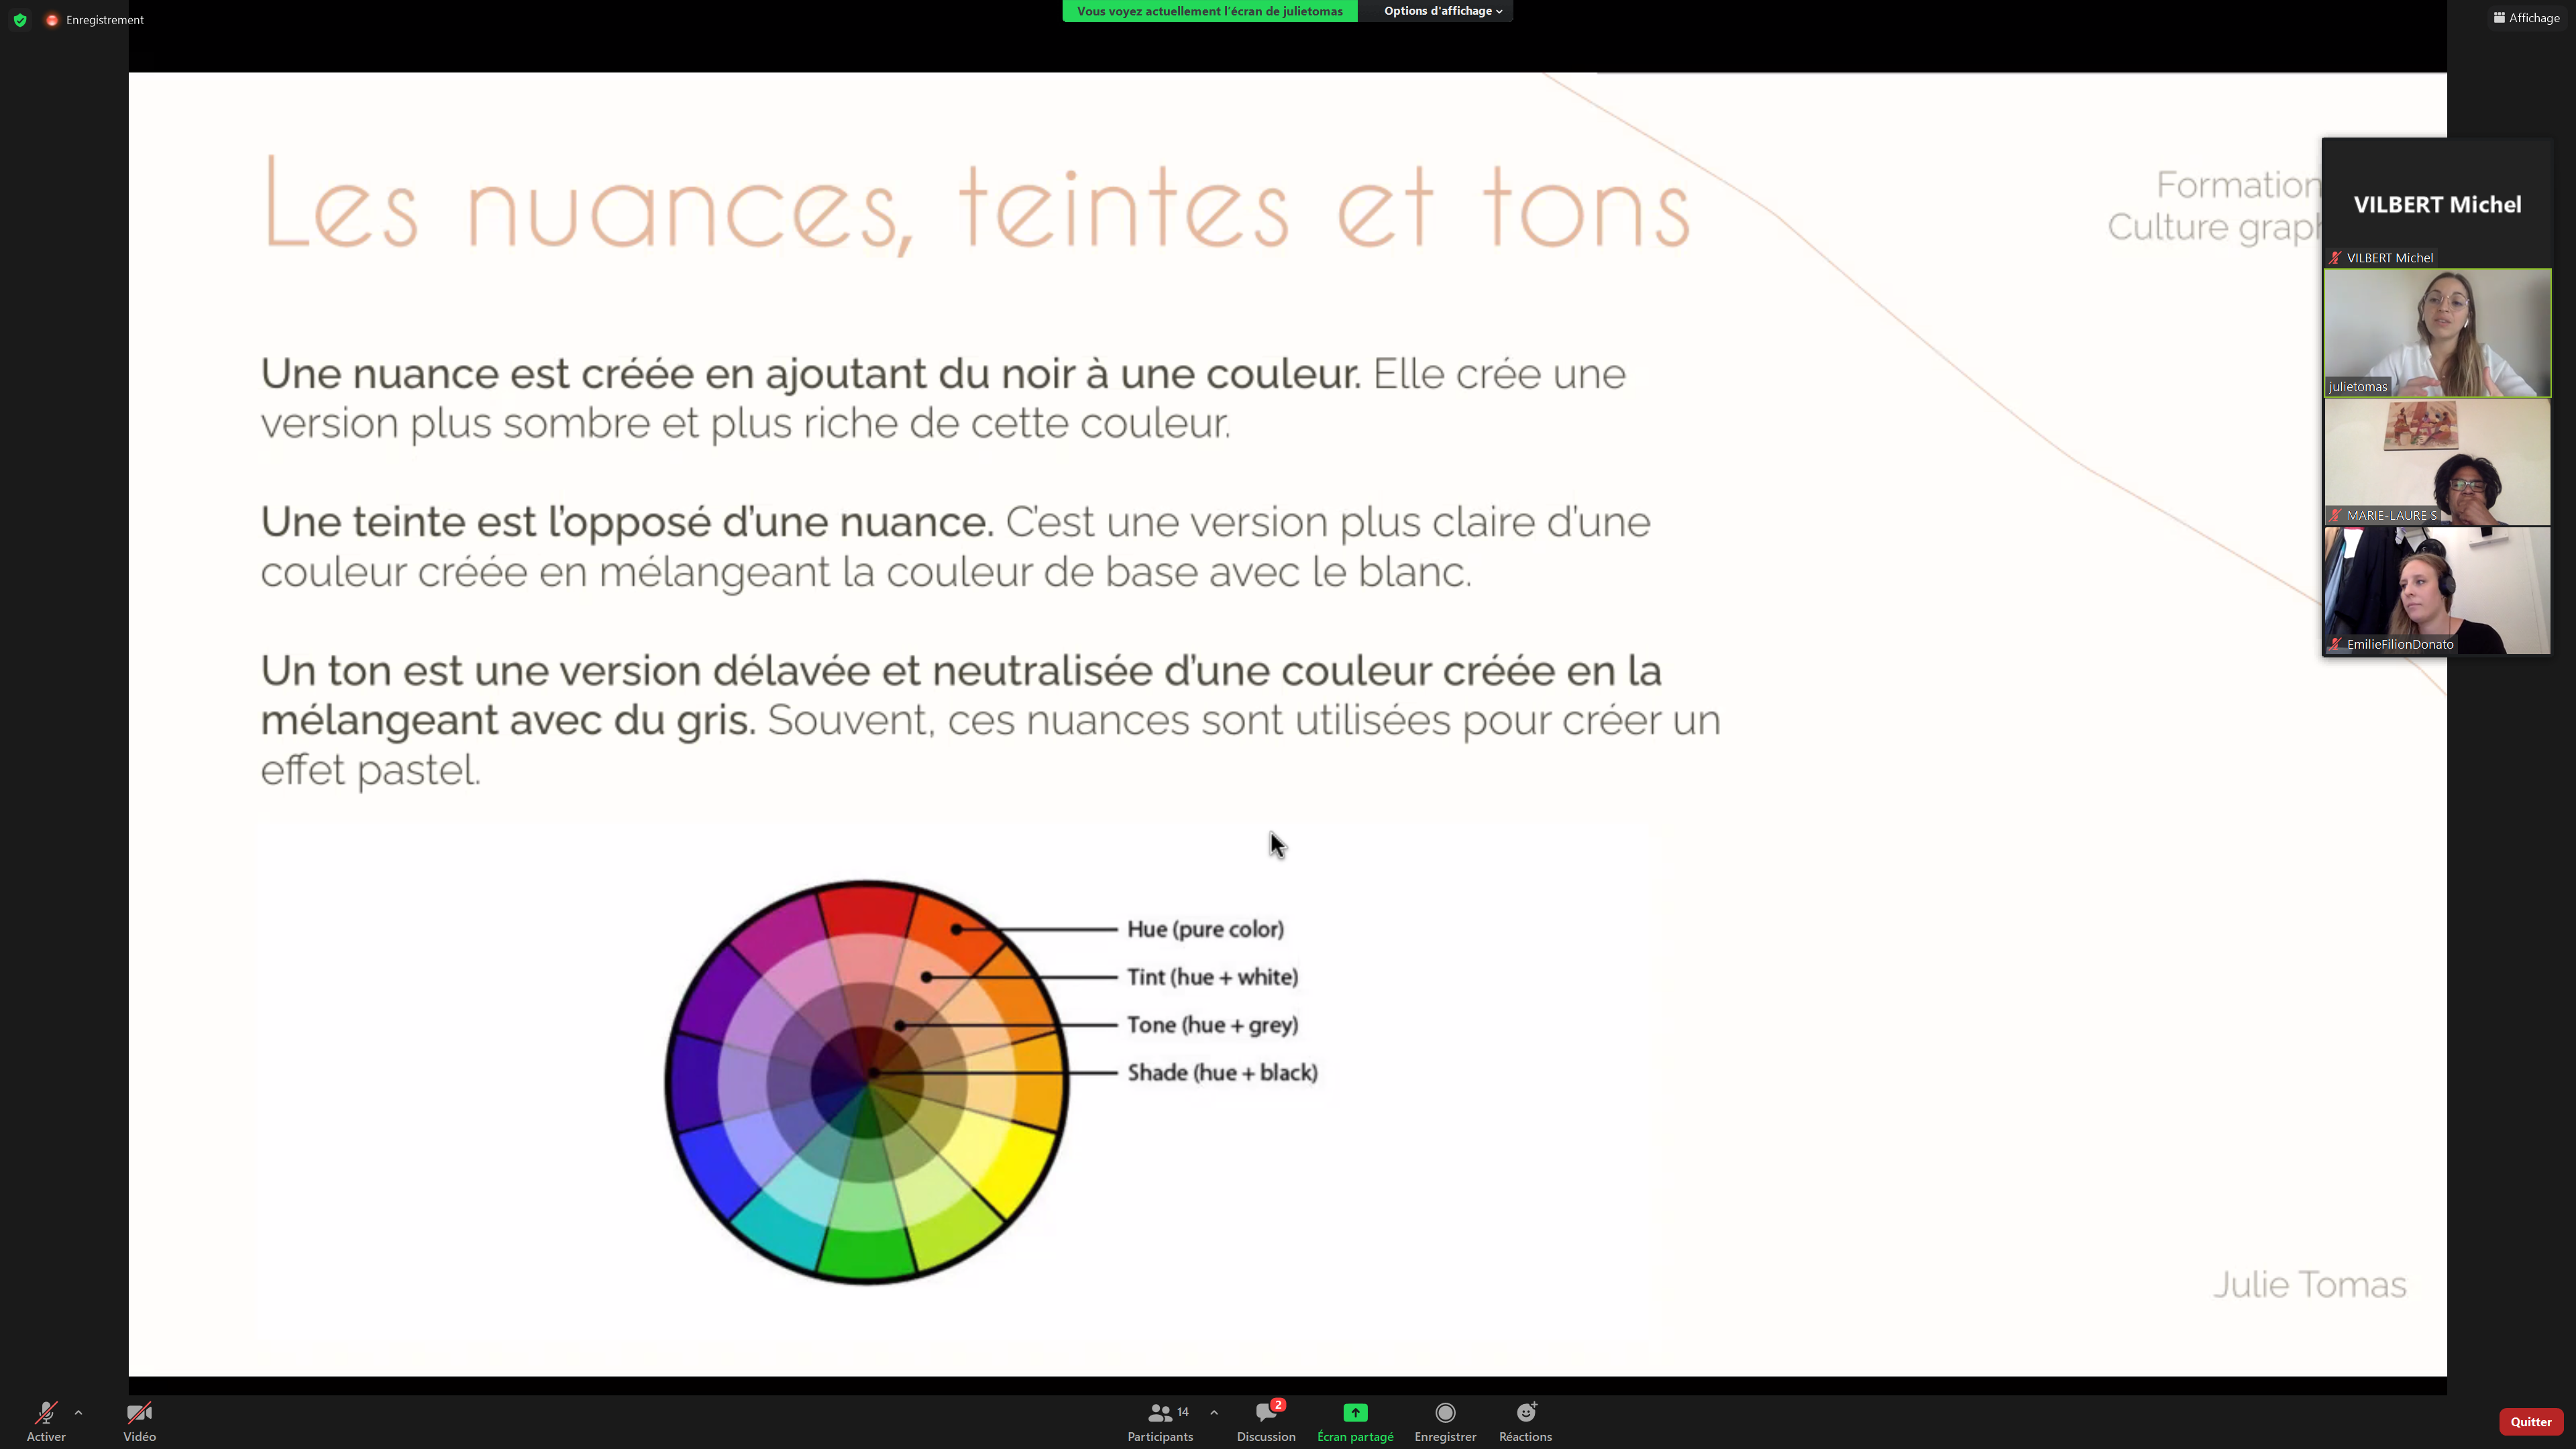 Enregistrement
Vous voyez actuellement l'écran de julietomas
Options d'affichage
Affichage
Les nuances, teintes et tons
Formation
Culture graph
Une nuance est créée en ajoutant du noir à une couleur. Elle crée une
version plus sombre et plus riche de cette couleur.
Une teinte est l'opposé d'une nuance. C'est une version plus claire d'une
couleur créée en mélangeant la couleur de base avec le blanc.
Un ton est une version délavée et neutralisée d'une couleur créée en la
mélangeant avec du gris. Souvent, ces nuances sont utilisées pour créer un
effet pastel.
Hue (pure color)
Tint (hue + white)
Tone (hue + grey)
Shade (hue + black)
Julie Tomas
VILBERT Michel
VILBERT Michel
julietomas
MARIE-LAURE S
EmilieFilionDonato
Activer
Vidéo
14
Participants
2
Discussion
Écran partagé
Enregistrer
Réactions
Quitter